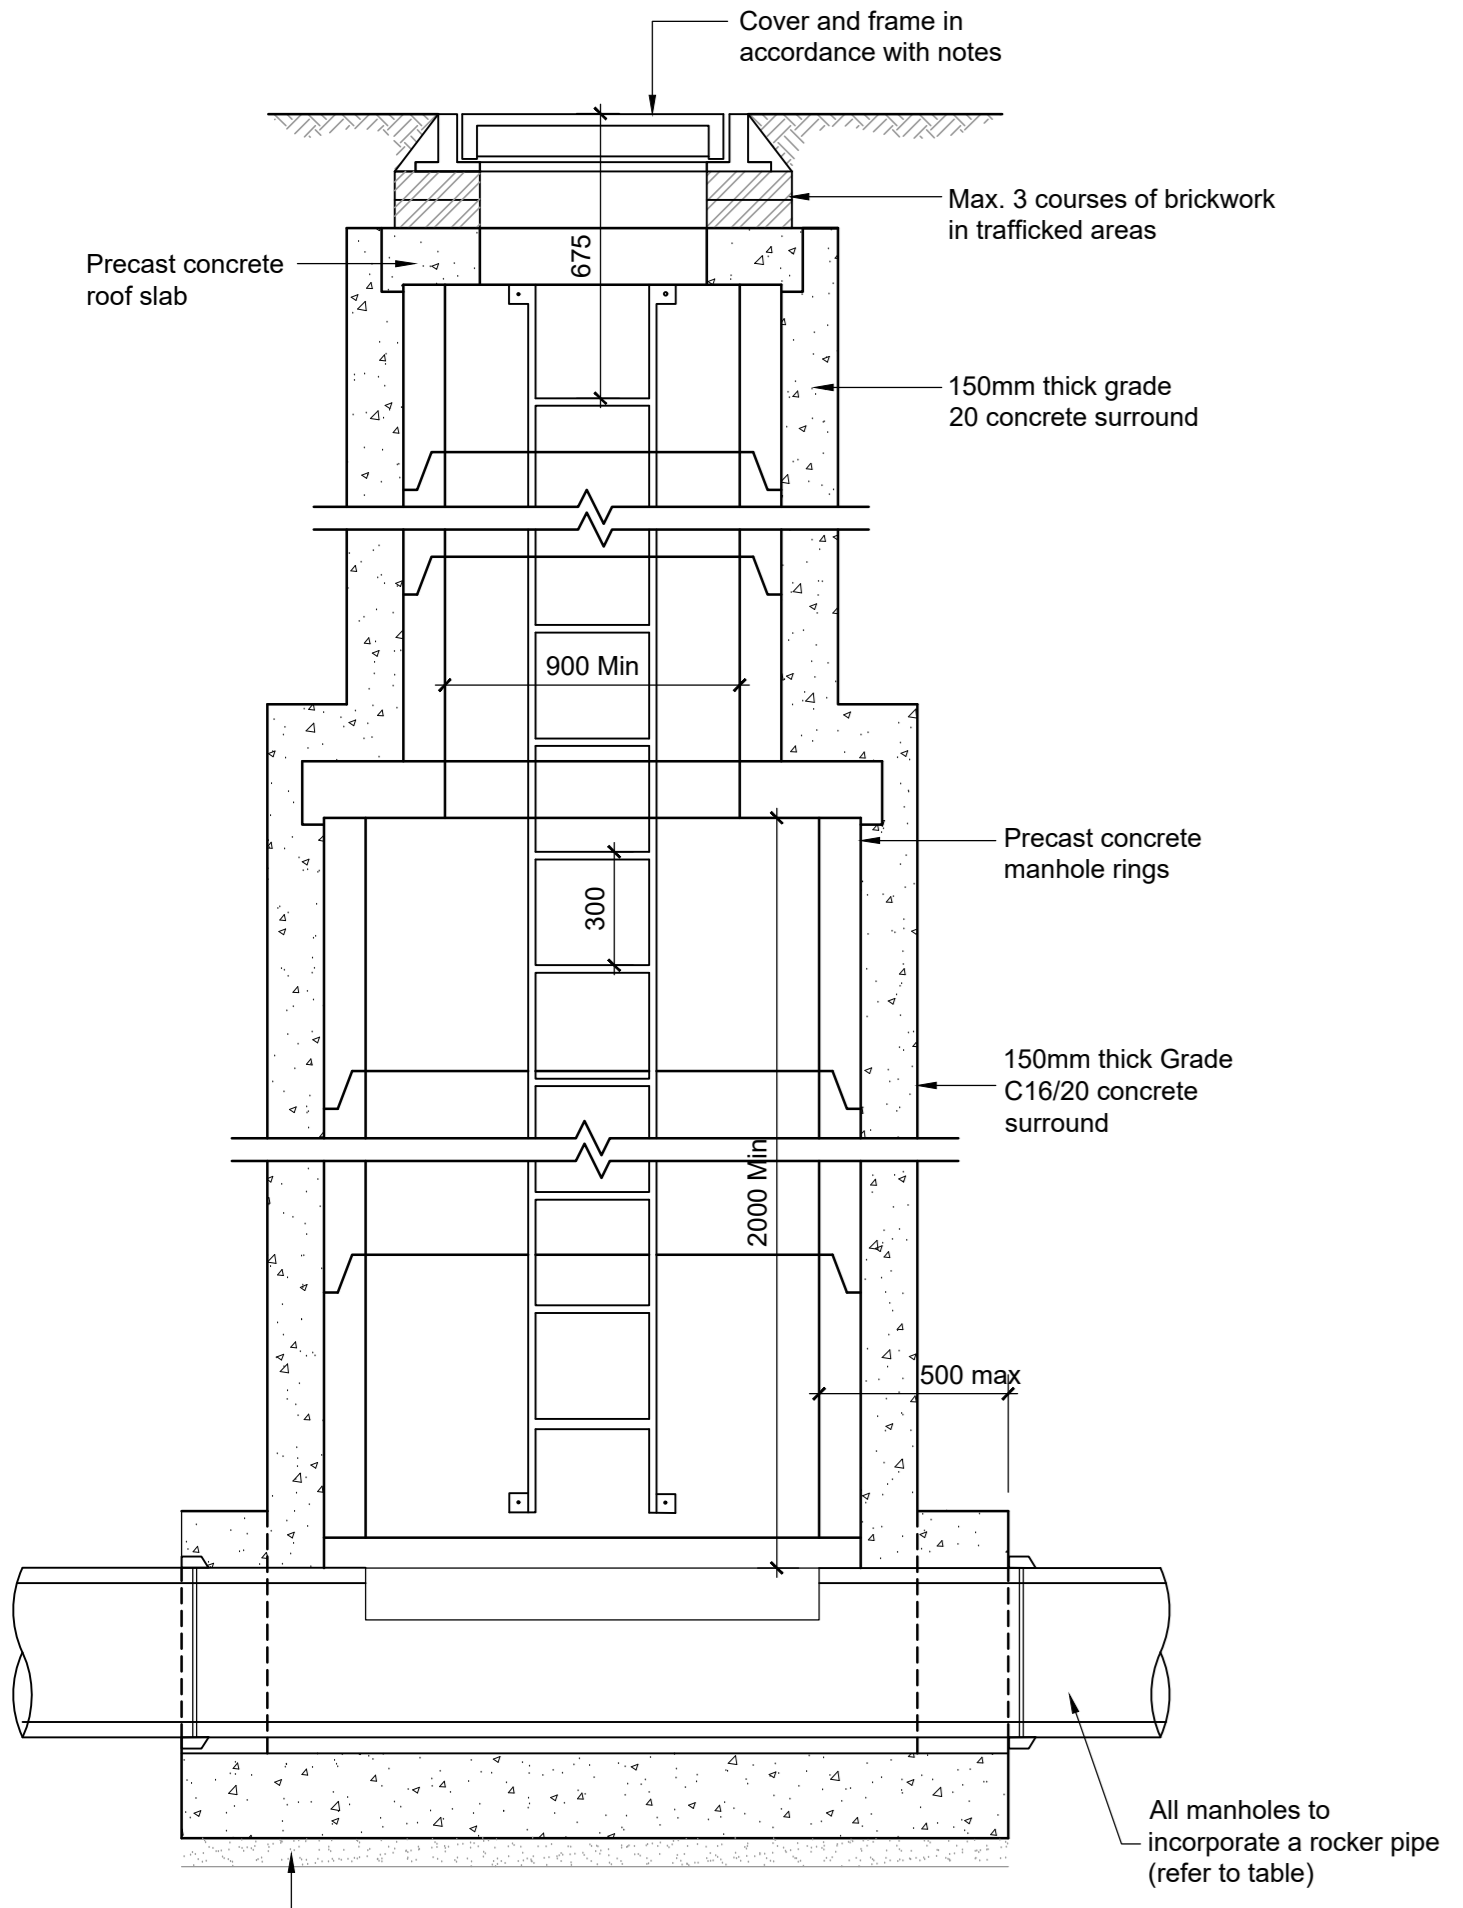 Cover and frame in
accordance with notes
Max. 3 courses of brickwork
in trafficked areas
675
Precast concrete
roof slab
150mm thick grade
20 concrete surround
900 Min
Precast concrete
manhole rings
300
150mm thick Grade
C16/20 concrete
surround
2000 Min
500 max
All manholes to
incorporate a rocker pipe
(refer to table)